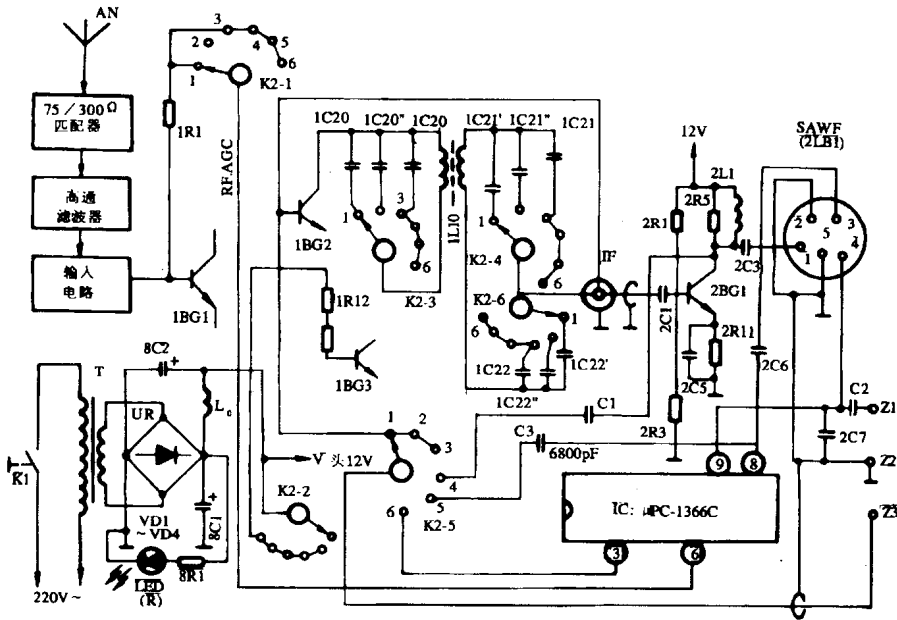 AN
75/300Ω
匹配器
高通
滤波器
输入
电路
1R1
1BG1
3
2
4
5
6
1
K2-1
RF.AGC
1C20
1C20"
1C20
1BG2
1
3
6
K2-3
1L10
1C21'
1C21"
1C21
1
6
K2-4
K2-6
6
1
1C22
1C22'
1C22"
1R12
1BG3
IF
12V
2L1
2R1
2R5
2C3
2C1
2BG1
2R11
2C5
2R3
2C6
SAWF
(2LB1)
2
3
5
1
4
C2
Z1
2C7
Z2
Z3
T
8C2
+
UR
Lc
K1
VD1
~VD4
8C1
+
LED
(R)
8R1
220V~
V头12V
K2-2
1
2
3
4
5
6
K2-5
C1
C3
6800pF
9
8
IC: μPC-1366C
3
6